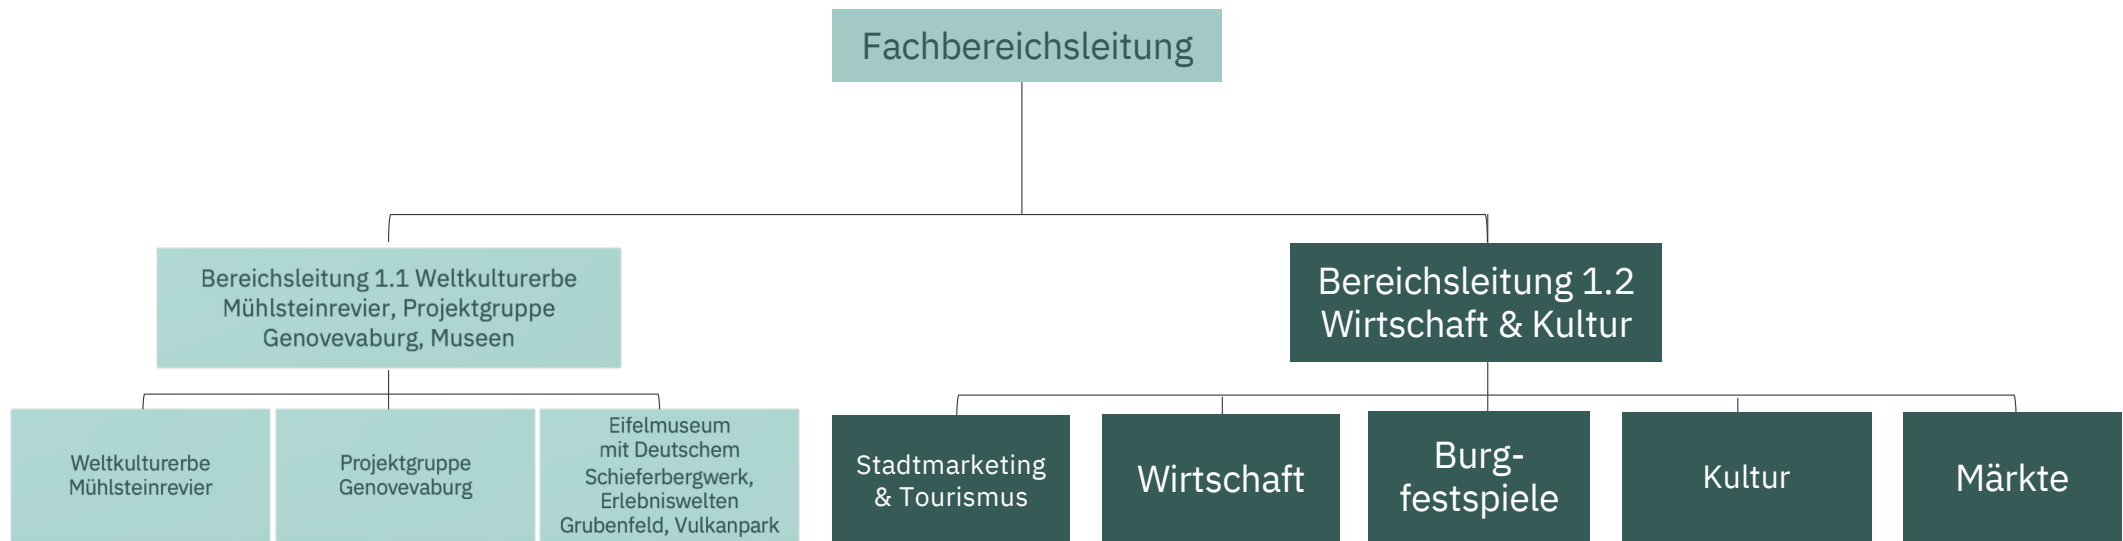 Fachbereichsleitung
Bereichsleitung 1.1 Weltkulturerbe
Mühlsteinrevier, Projektgruppe
Genovevaburg, Museen
Bereichsleitung 1.2
Wirtschaft & Kultur
Weltkulturerbe
Mühlsteinrevier
Projektgruppe
Genovevaburg
Eifelmuseum
mit Deutschem
Schieferbergwerk,
Erlebniswelten
Grubenfeld, Vulkanpark
Stadtmarketing
& Tourismus
Wirtschaft
Burg-
festspiele
Kultur
Märkte